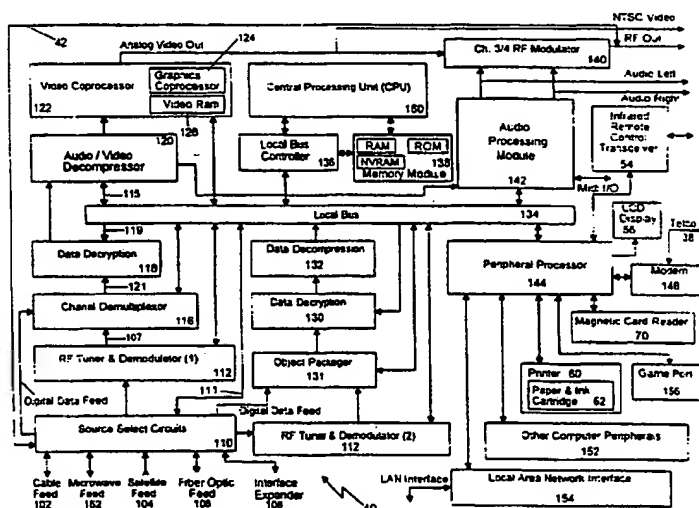 NTSC Video
RF Out
42
Analog Video Out
124
Ch. 3/4 RF Modulator
140
Audio Left
Audio Right
Graphics
Coprocessor
Video Coprocessor
122
Video Ram
126
Central Processing Unit (CPU)
160
Local Bus
Controller
136
RAM
ROM
NVRAM
138
Memory Module
Audio
Processing
Module
142
Infrared
Remote
Control
Transceiver
54
120
Audio / Video
Decompressor
115
Midi I/O
Local Bus
134
119
LCD
Display
56
Telco
38
Data Decryption
118
Data Decompression
132
Peripheral Processor
144
Modem
148
121
Chanel Demultiplexor
116
Data Decryption
130
Magnetic Card Reader
70
107
RF Tuner & Demodulator (1)
112
Object Packager
131
Printer 60
Paper & Ink
Cartridge 62
Game Port
156
Digital Data Feed
111
Digital Data Feed
Source Select Circuits
110
RF Tuner & Demodulator (2)
112
Other Computer Peripherals
152
Cable
Feed
102
Microwave
Feed
162
Satellite
Feed
104
Fiber Optic
Feed
106
Interface
Expander
108
LAN Interface
Local Area Network Interface
154